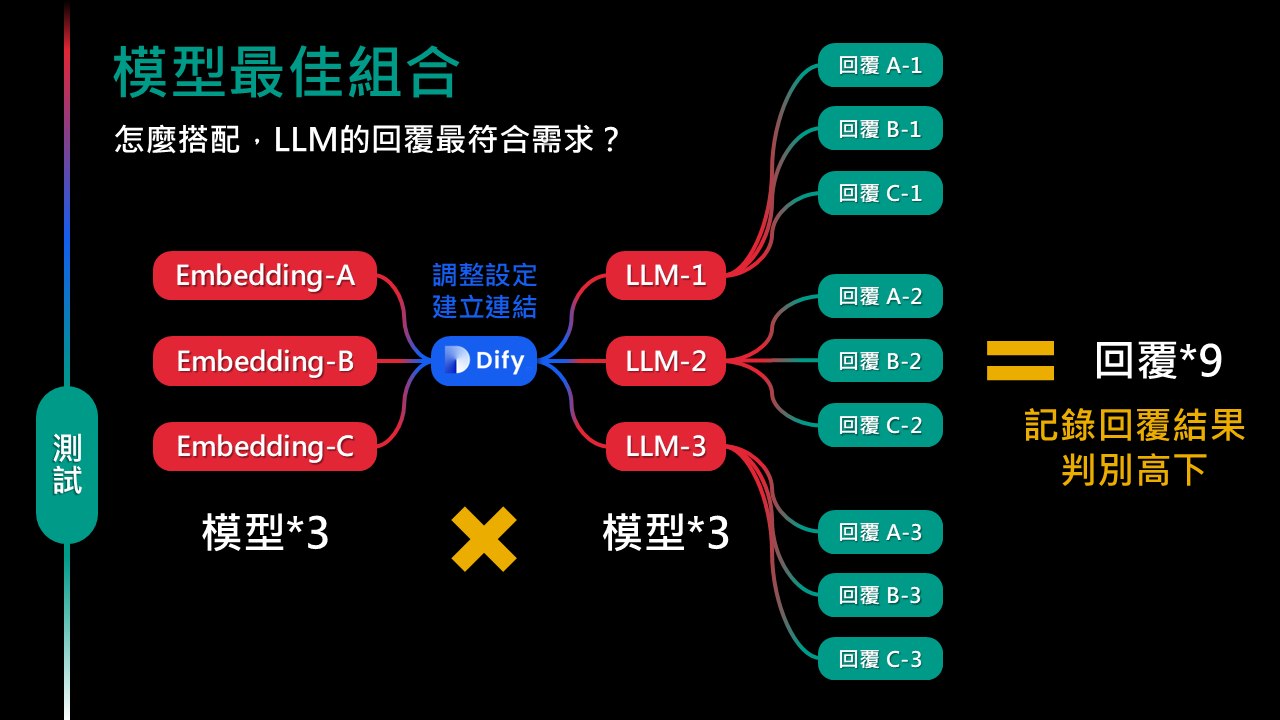 模型最佳組合
怎麼搭配，LLM的回覆最符合需求？
測試
Embedding-A
Embedding-B
Embedding-C
模型*3
調整設定
建立連結
Dify
LLM-1
LLM-2
LLM-3
模型*3
回覆 A-1
回覆 B-1
回覆 C-1
回覆 A-2
回覆 B-2
回覆 C-2
回覆 A-3
回覆 B-3
回覆 C-3
回覆*9
記錄回覆結果
判別高下